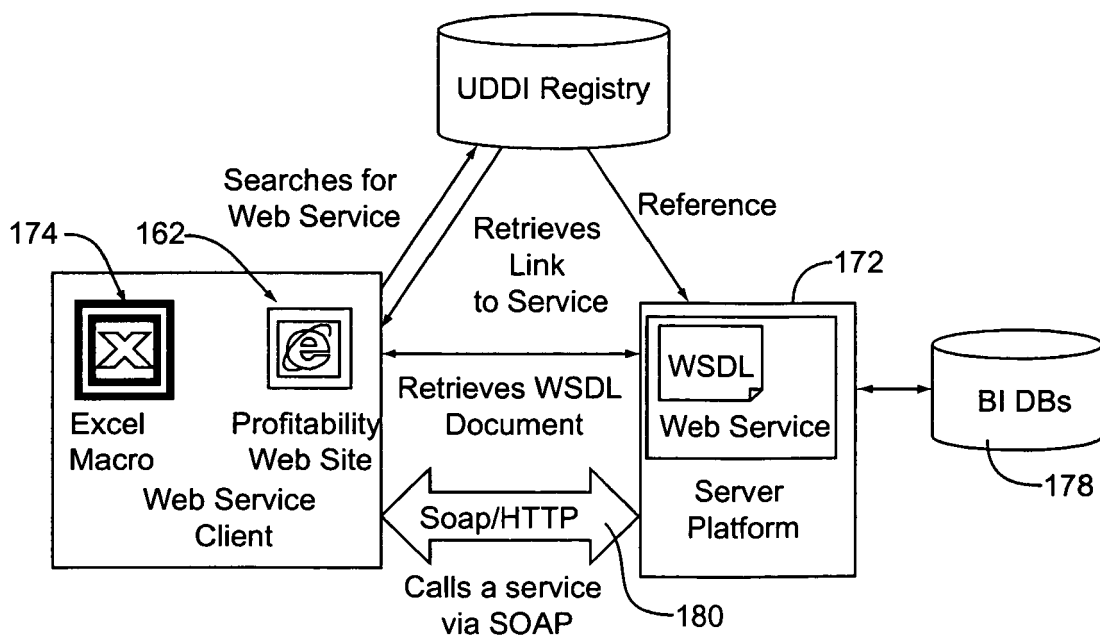 UDDI Registry
Searches for
Web Service
Reference
174
162
Retrieves
Link
to Service
172
X
e
WSDL
Web Service
Excel
Macro
Profitability
Web Site
Retrieves WSDL
Document
BI DBs
178
Web Service
Client
Soap/HTTP
Server
Platform
Calls a service
via SOAP
180